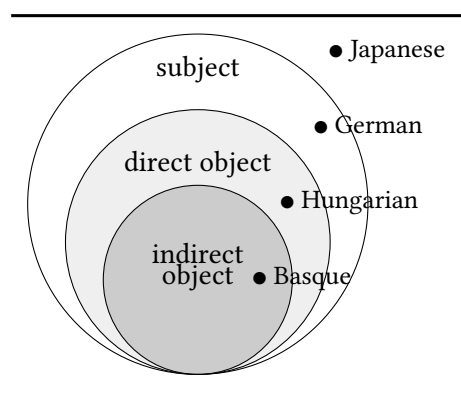 Japanese
subject
German
direct object
Hungarian
indirect
object
Basque